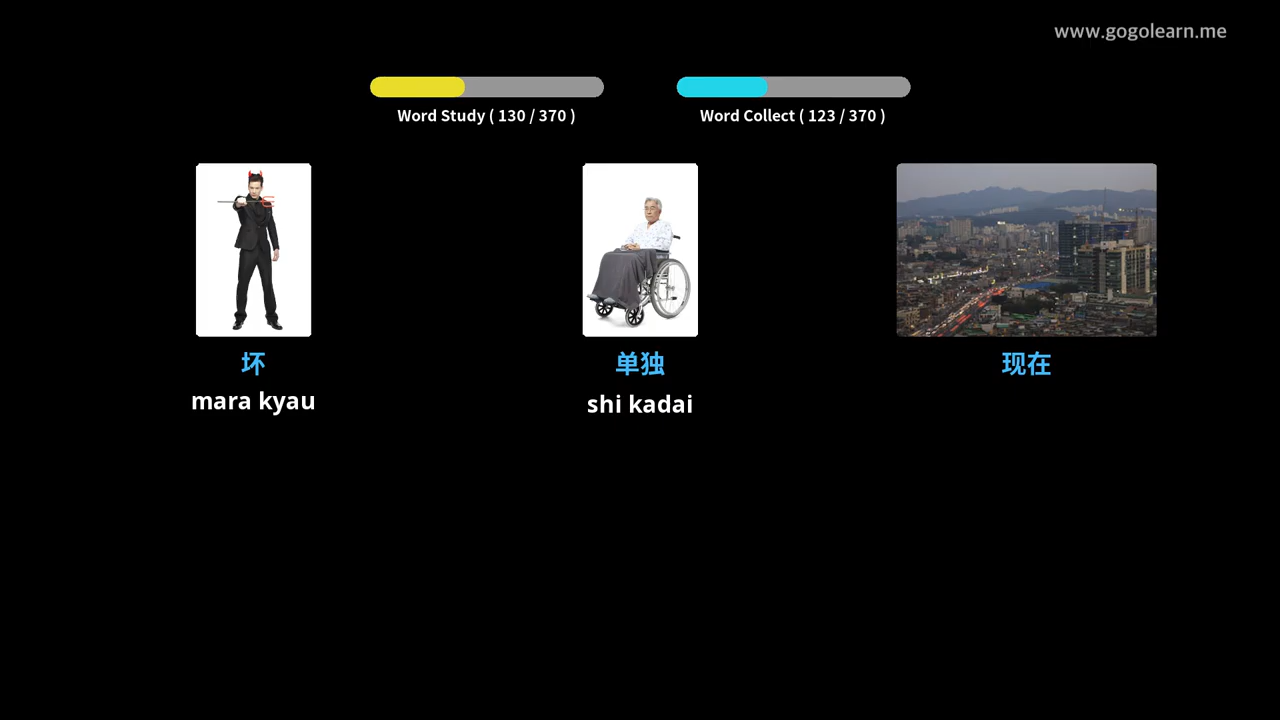 www.gogolearn.me
Word Study ( 130 / 370 )
Word Collect ( 123 / 370 )
坏
单独
现在
mara kyau
shi kadai